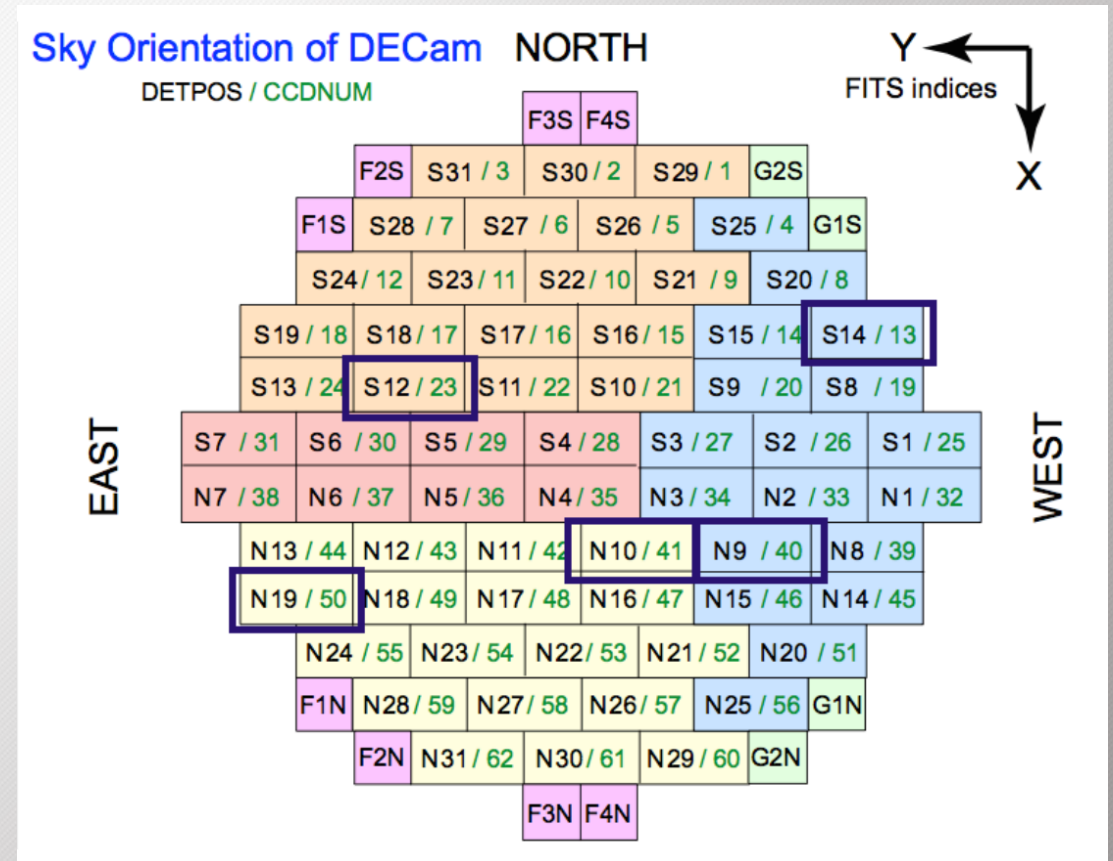 Sky Orientation of DECam NORTH
Y
DETPOS / CCDNUM
FITS indices
X
F3S F4S
F2S S31 / 3 S30 / 2 S29 / 1 G2S
F1S S28 / 7 S27 / 6 S26 / 5 S25 / 4 G1S
S24 / 12 S23 / 11 S22 / 10 S21 / 9 S20 / 8
S19 / 18 S18 / 17 S17 / 16 S16 / 15 S15 / 14 S14 / 13
S13 / 24 S12 / 23 S11 / 22 S10 / 21 S9 / 20 S8 / 19
EAST
S7 / 31 S6 / 30 S5 / 29 S4 / 28 S3 / 27 S2 / 26 S1 / 25
N7 / 38 N6 / 37 N5 / 36 N4 / 35 N3 / 34 N2 / 33 N1 / 32
WEST
N13 / 44 N12 / 43 N11 / 42 N10 / 41 N9 / 40 N8 / 39
N19 / 50 N18 / 49 N17 / 48 N16 / 47 N15 / 46 N14 / 45
N24 / 55 N23 / 54 N22 / 53 N21 / 52 N20 / 51
F1N N28 / 59 N27 / 58 N26 / 57 N25 / 56 G1N
F2N N31 / 62 N30 / 61 N29 / 60 G2N
F3N F4N